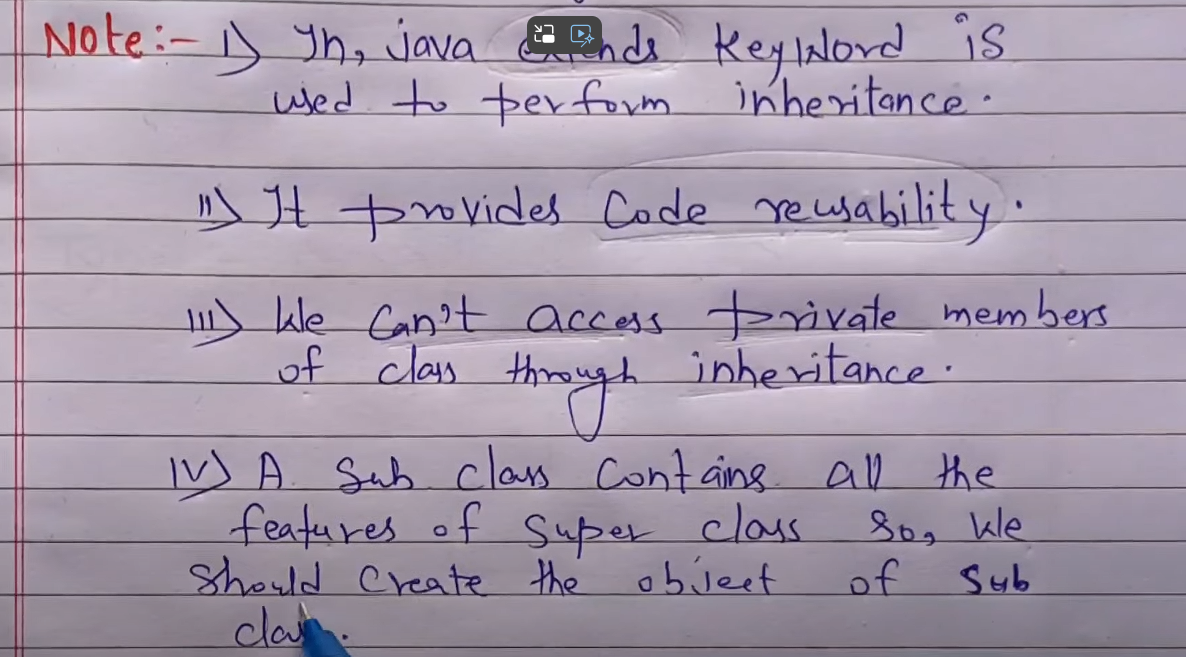 Note:- I) In, java extends keyword is
used to perform inheritance.
II) It provides Code reusability.
III) We can't access private members
of class through inheritance.
IV) A Sub class Contains all the
features of Super class So, we
should Create the object of Sub
class.